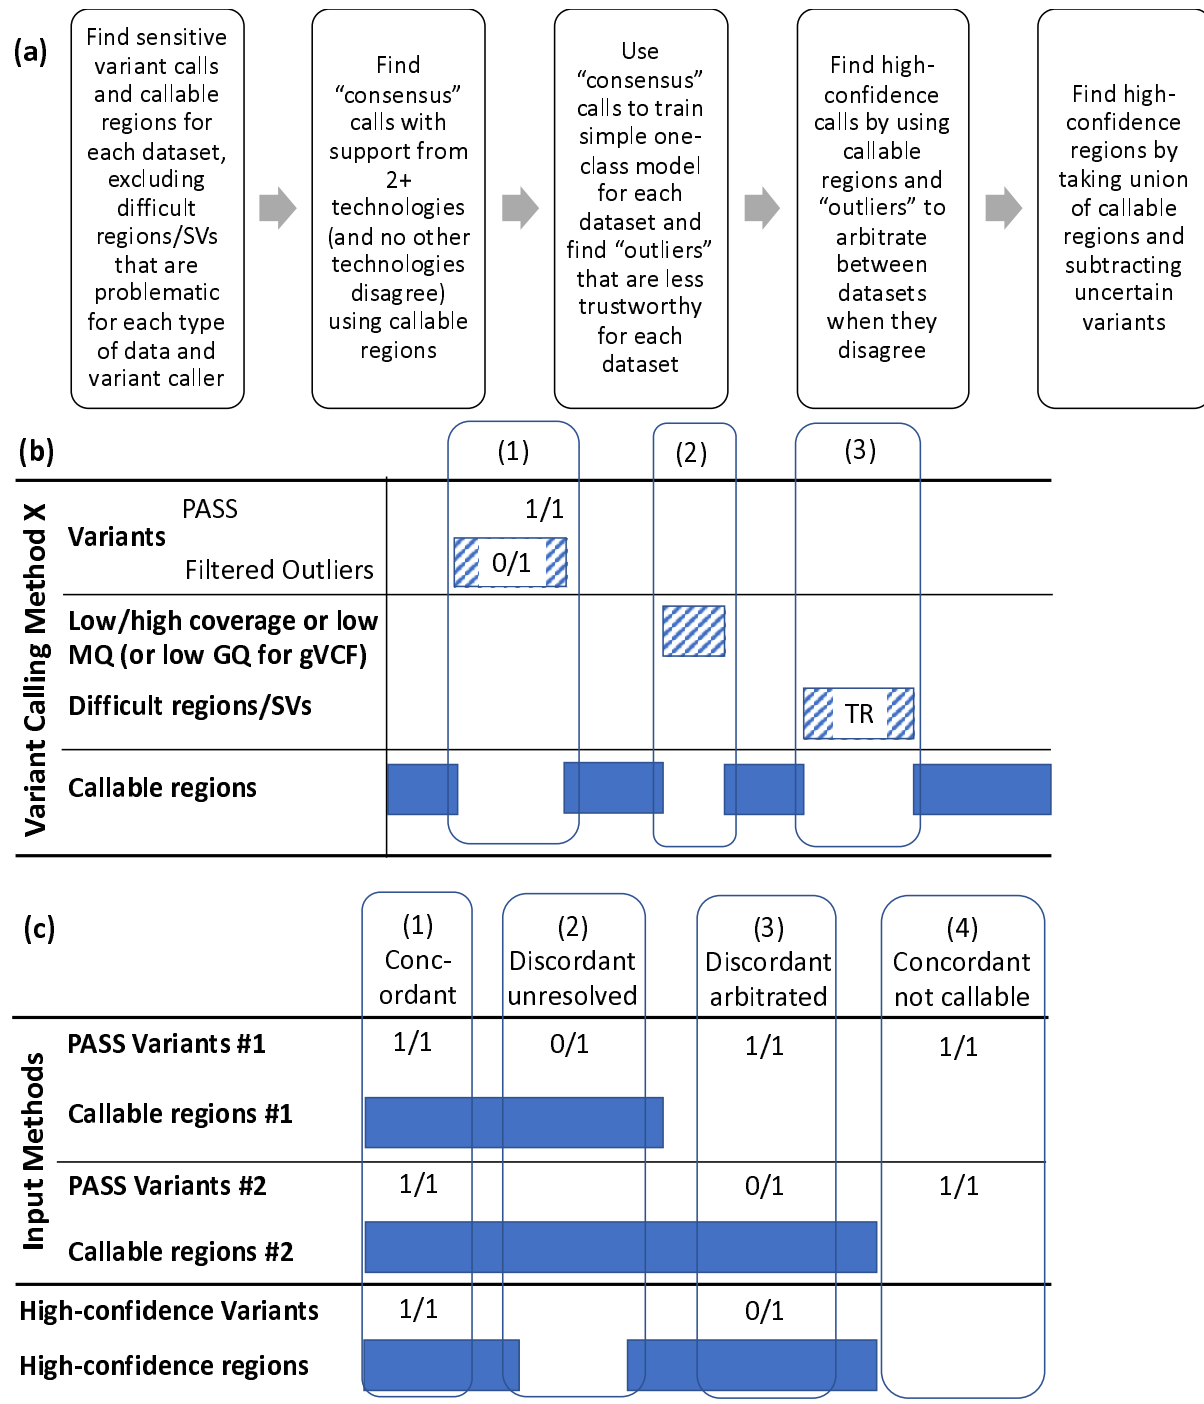 (a)
Find sensitive
variant calls
and callable
regions for
each dataset,
excluding
difficult
regions/SVs
that are
problematic
for each type
of data and
variant caller
Find
“consensus”
calls with
support from
2+
technologies
(and no other
technologies
disagree)
using callable
regions
Use
“consensus”
calls to train
simple one-
class model
for each
dataset and
find “outliers”
that are less
trustworthy
for each
dataset
Find high-
confidence
calls by using
callable
regions and
“outliers” to
arbitrate
between
datasets
when they
disagree
Find high-
confidence
regions by
taking union
of callable
regions and
subtracting
uncertain
variants
(b)
(1)
(2)
(3)
Variant Calling Method X
Variants
PASS
1/1
Filtered Outliers
0/1
Low/high coverage or low
MQ (or low GQ for gVCF)
Difficult regions/SVs
TR
Callable regions
(c)
(1)
Conc-
ordant
(2)
Discordant
unresolved
(3)
Discordant
arbitrated
(4)
Concordant
not callable
Input Methods
PASS Variants #1
1/1
0/1
1/1
1/1
Callable regions #1
PASS Variants #2
1/1
0/1
1/1
Callable regions #2
High-confidence Variants
1/1
0/1
High-confidence regions